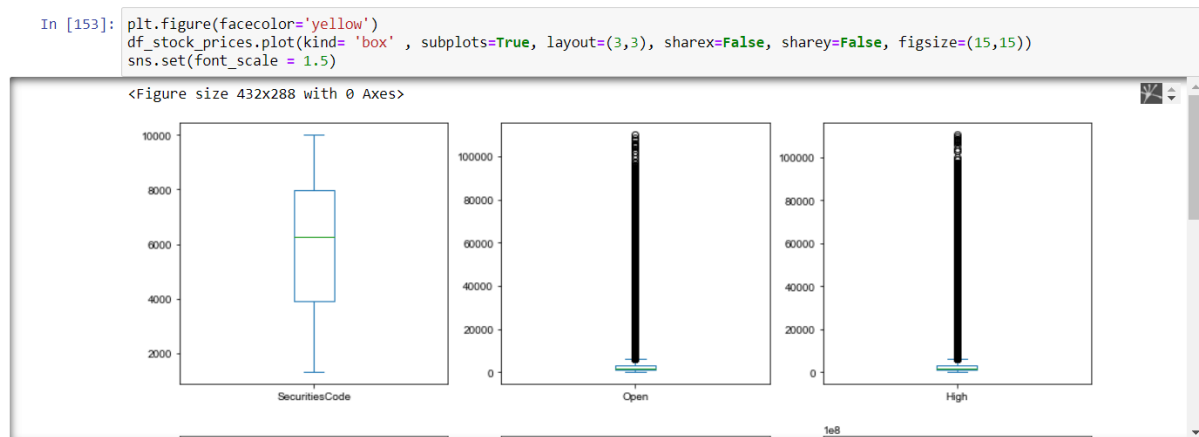 In [153]: plt.figure(facecolor='yellow')
df_stock_prices.plot(kind= 'box' , subplots=True, layout=(3,3), sharex=False, sharey=False, figsize=(15,15))
sns.set(font_scale = 1.5)
<Figure size 432x288 with 0 Axes>
10000
8000
6000
4000
2000
SecuritiesCode
100000
80000
60000
40000
20000
0
Open
100000
80000
60000
40000
20000
0
High
1e8